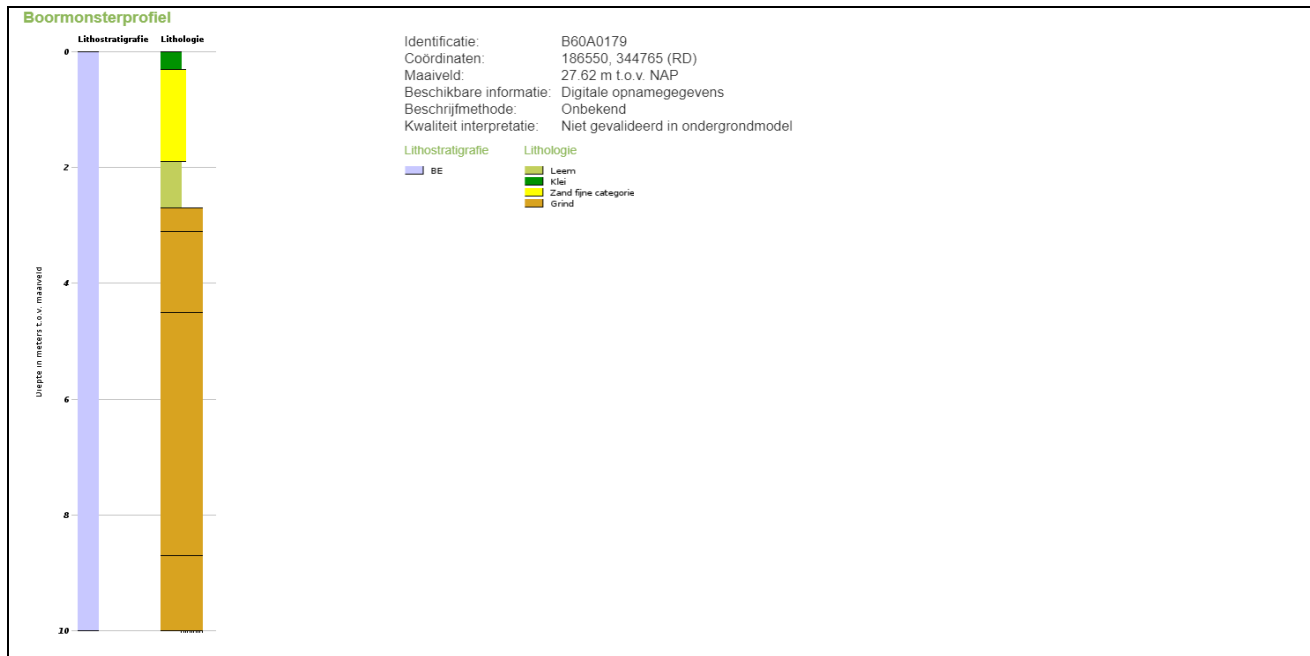 Boormonsterprofiel
Lithostratigrafie Lithologie
0
2
4
6
8
10
Diepte in meters t.o.v. maaiveld
Identificatie: B60A0179
Coördinaten: 186550, 344765 (RD)
Maaiveld: 27.62 m t.o.v. NAP
Beschikbare informatie: Digitale opnamegegevens
Beschrijfmethode: Onbekend
Kwaliteit interpretatie: Niet gevalideerd in ondergrondmodel
Lithostratigrafie Lithologie
BE Leem
Klei
Zand fijne categorie
Grind